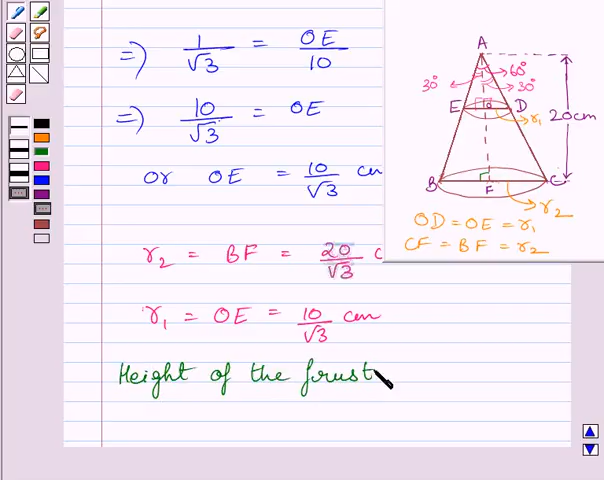 => 1/√3 = OE/10
=> 10/√3 = OE
or OE = 10/√3 cm
r₂ = BF = 20/√3 c
r₁ = OE = 10/√3 cm
Height of the frust
A
60°
30° 30°
E O D
r₁
20cm
B F C
r₂
OD = OE = r₁
CF = BF = r₂